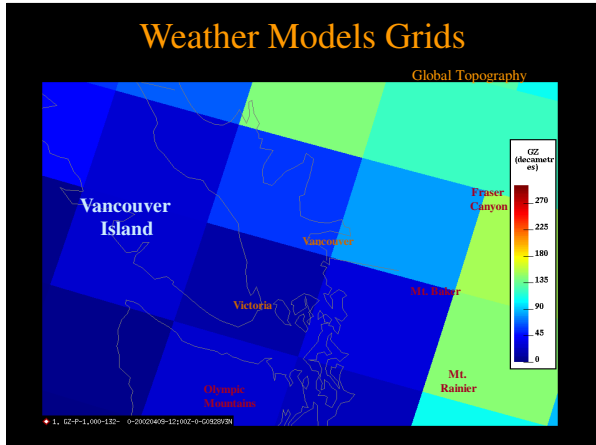 Weather Models Grids
Global Topography
GZ
(decametr
es)
270
225
180
135
90
45
0
Fraser
Canyon
Vancouver
Island
Vancouver
Mt. Baker
Victoria
Mt.
Rainier
Olympic
Mountains
1. GZ-P-1.000-132- 0-20020409-12:00Z-0-G0928V3N